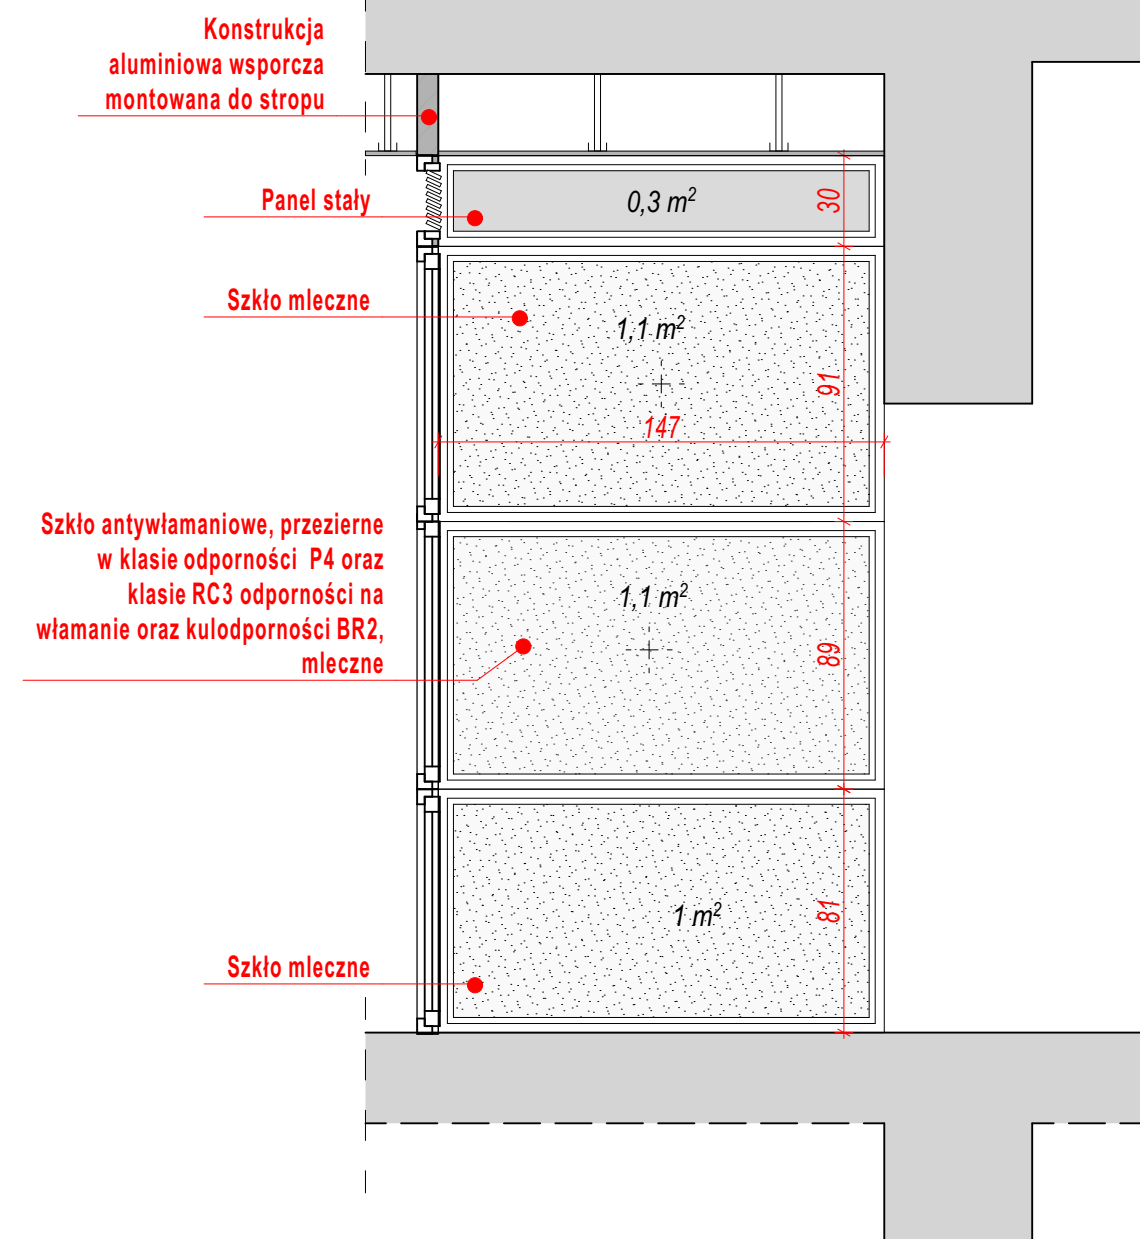 Konstrukcja
aluminiowa wsporcza
montowana do stropu
Panel stały
0,3 m²
30
Szkło mleczne
1,1 m²
91
147
Szkło antywłamaniowe, przezierne
w klasie odporności P4 oraz
klasie RC3 odporności na
włamanie oraz kulodporności BR2,
mleczne
1,1 m²
89
1 m²
81
Szkło mleczne